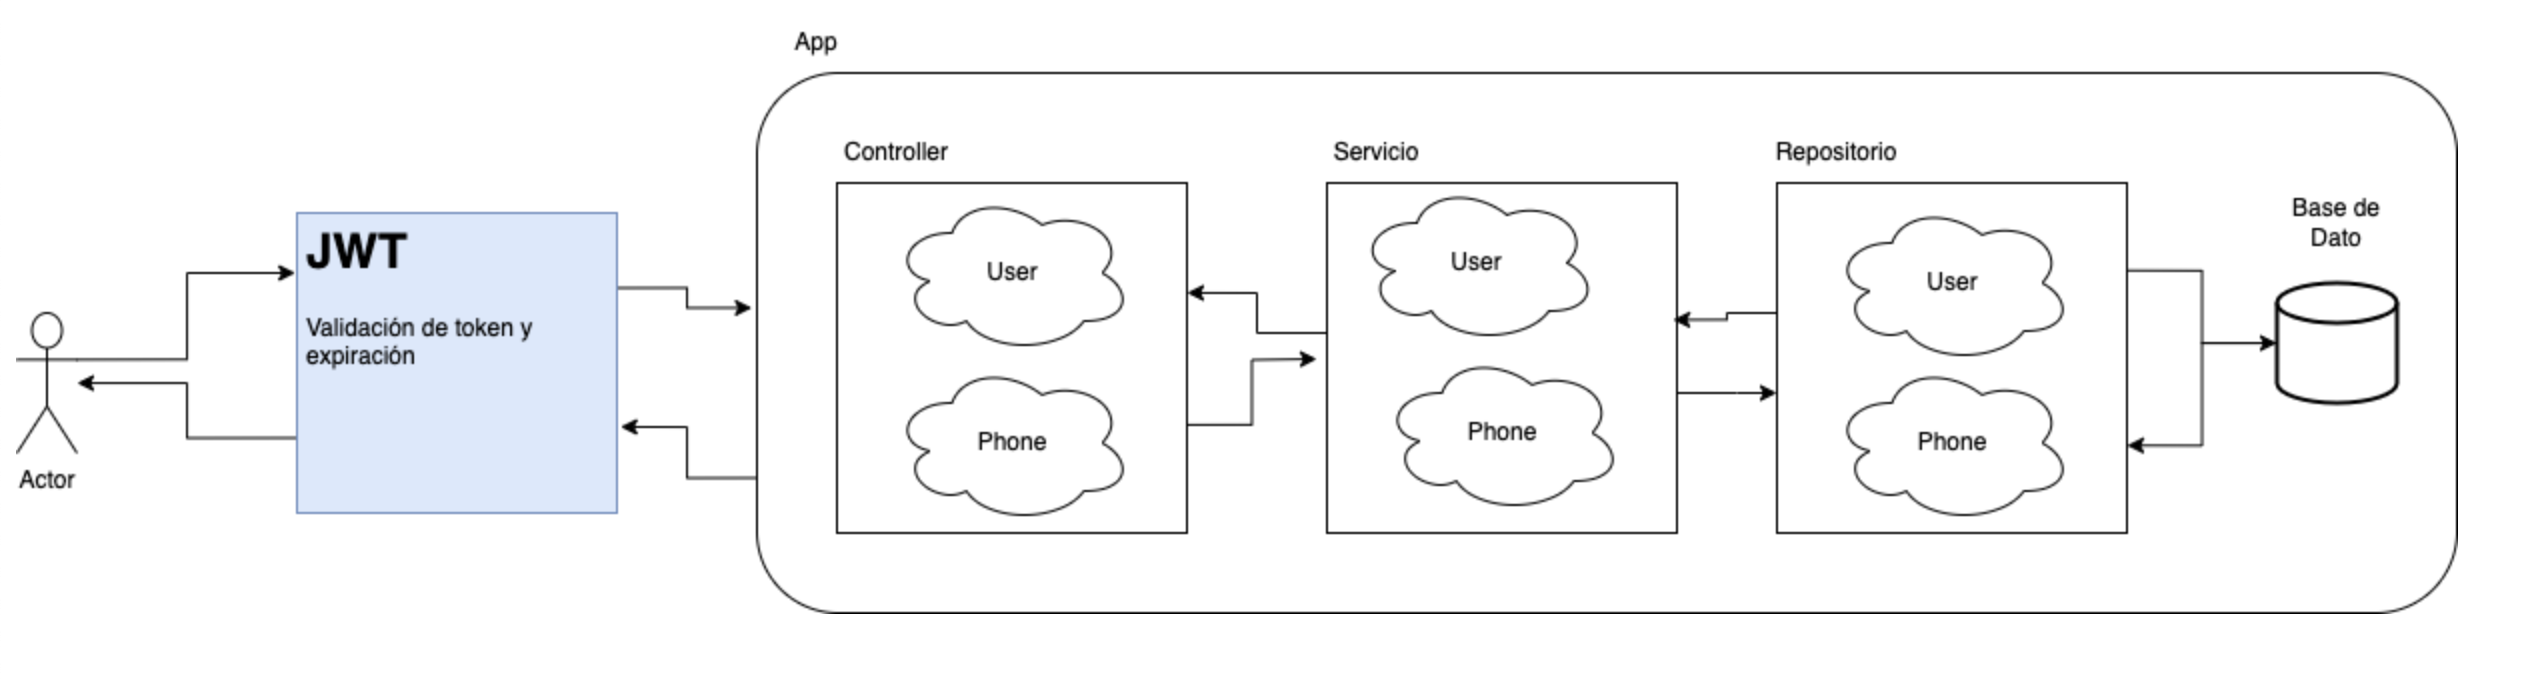 App
Controller
Servicio
Repositorio
Base de
Dato
JWT
Validación de token y
expiración
User
User
User
Phone
Phone
Phone
Actor